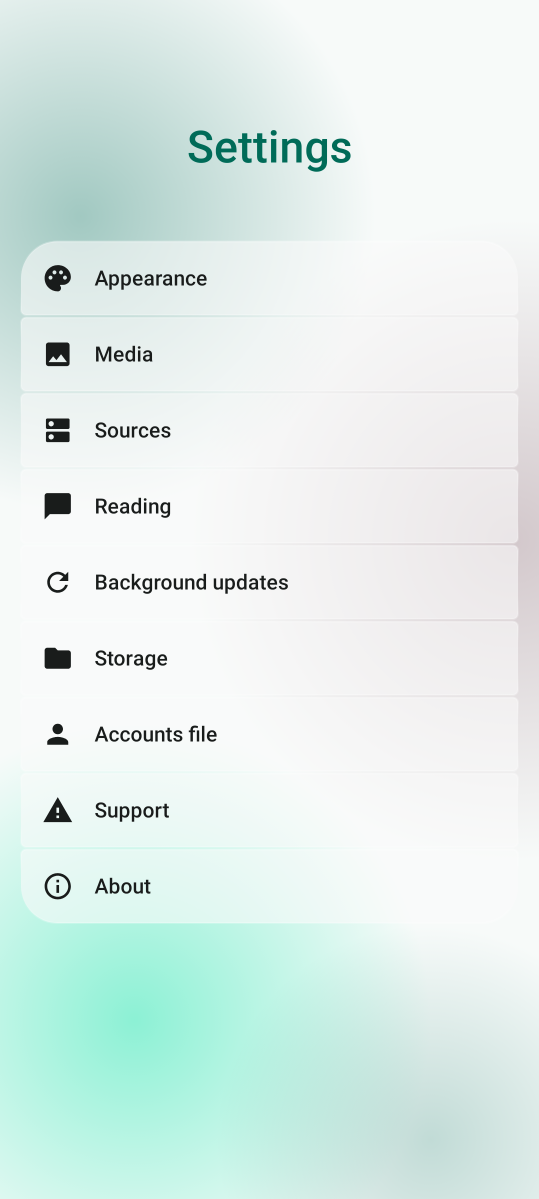 Settings
Appearance
Media
Sources
Reading
Background updates
Storage
Accounts file
Support
About